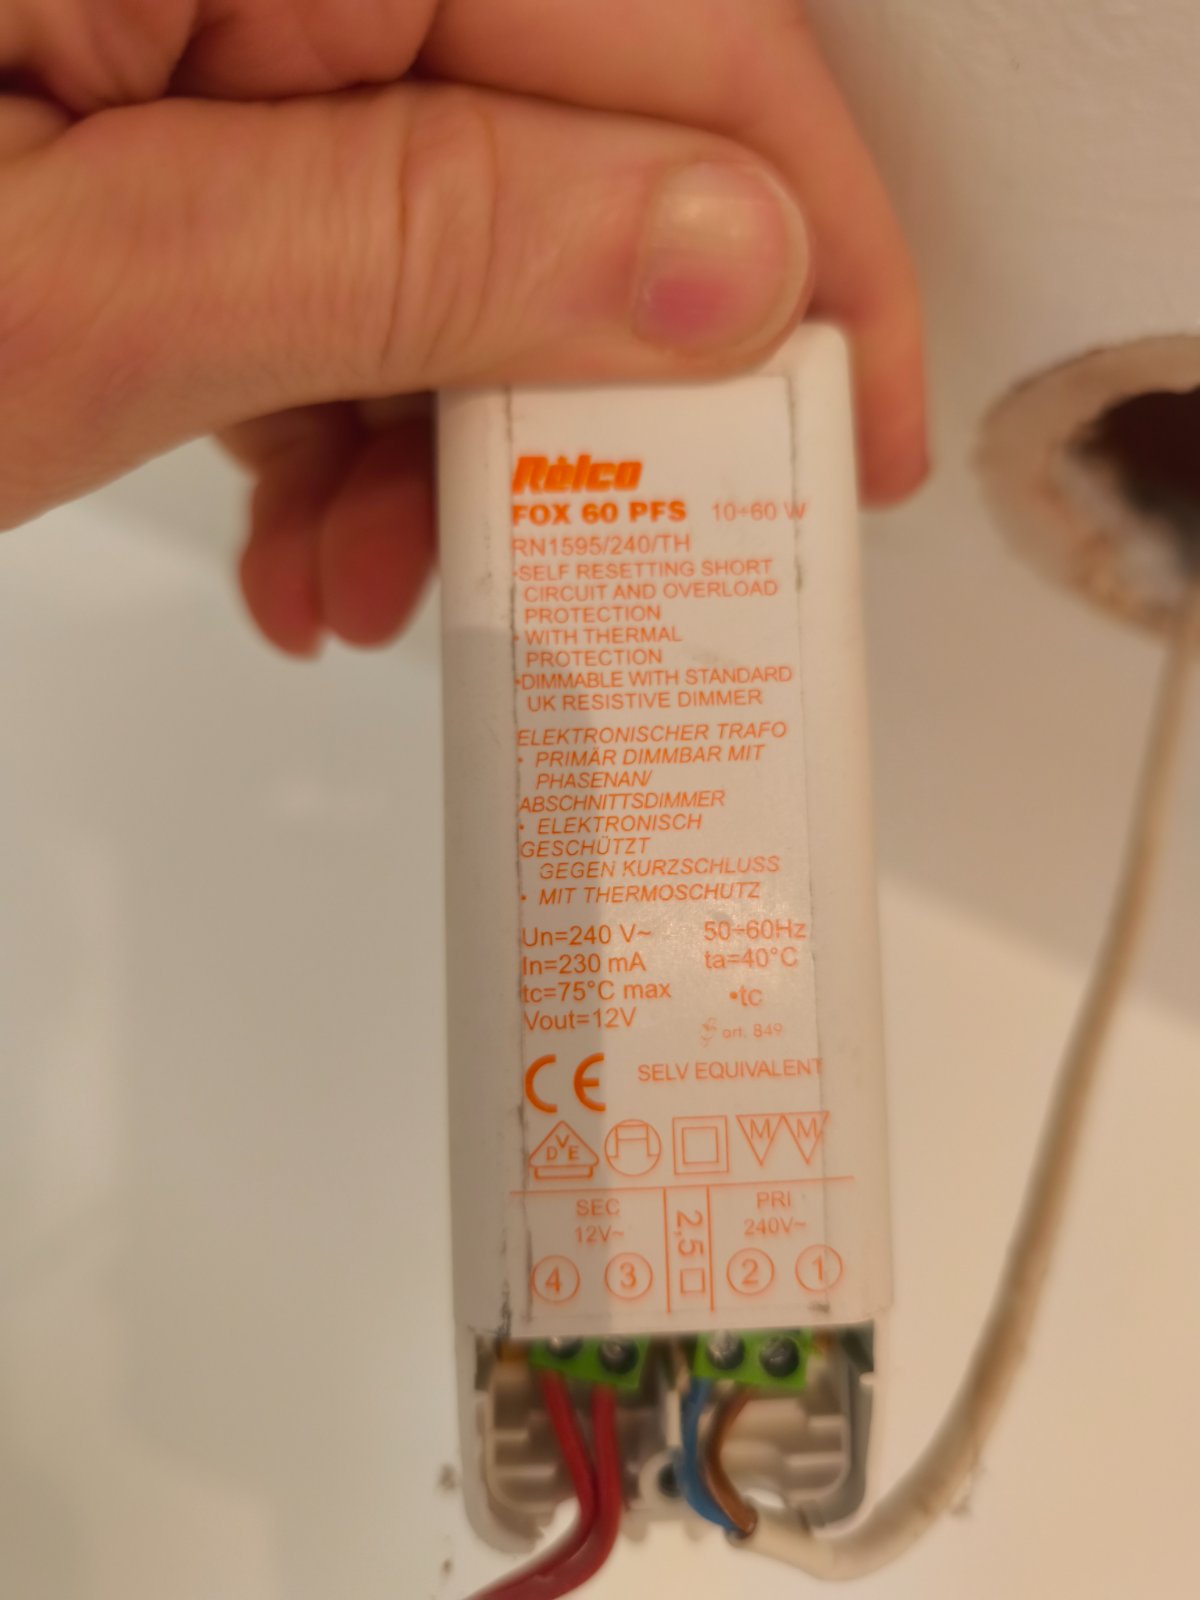 Rèlco
FOX 60 PFS 10÷60 W
RN1595/240/TH
•SELF RESETTING SHORT
CIRCUIT AND OVERLOAD
PROTECTION
• WITH THERMAL
PROTECTION
•DIMMABLE WITH STANDARD
UK RESISTIVE DIMMER
ELEKTRONISCHER TRAFO
• PRIMÄR DIMMBAR MIT
PHASENAN/
ABSCHNITTSDIMMER
• ELEKTRONISCH
GESCHÜTZT
GEGEN KURZSCHLUSS
• MIT THERMOSCHUTZ
Un=240 V~ 50÷60Hz
In=230 mA ta=40°C
tc=75°C max •tc
Vout=12V art. 849
CE SELV EQUIVALENT
DVE M M
SEC 2,5 PRI
12V~ 240V~
4 3 2 1